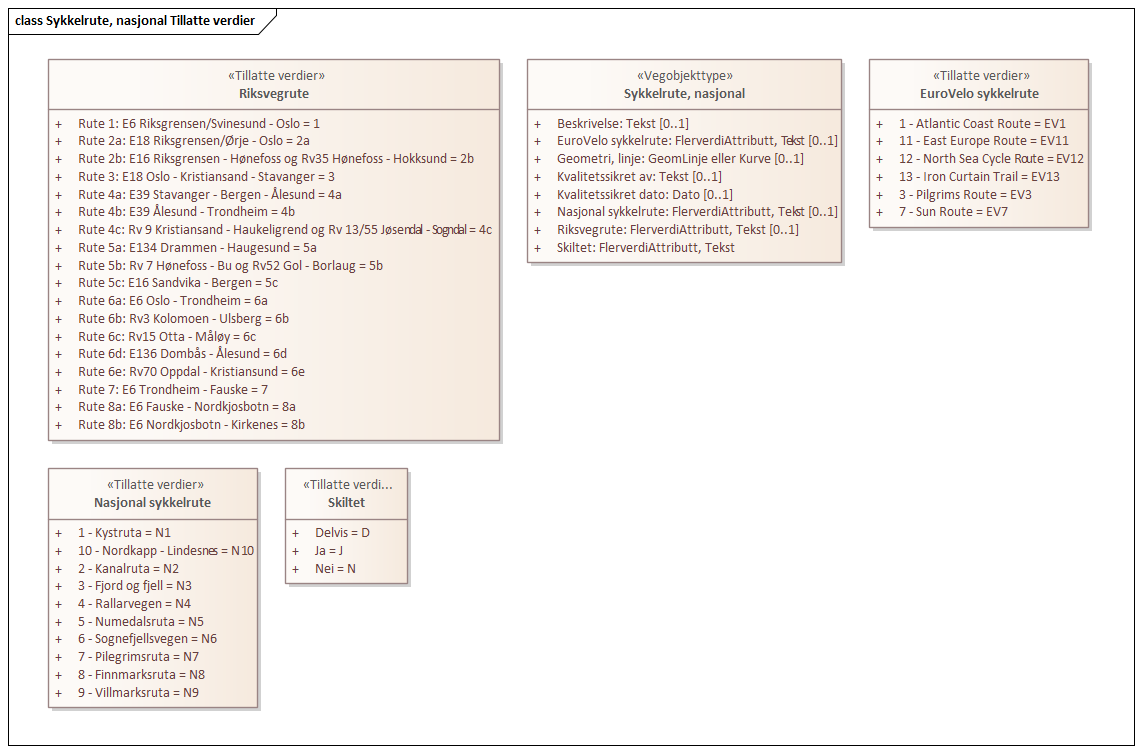 class Sykkelrute, nasjonal Tillatte verdier
«Tillatte verdier»
Riksvegrute
+ Rute 1: E6 Riksgrensen/Svinesund - Oslo = 1
+ Rute 2a: E18 Riksgrensen/Ørje - Oslo = 2a
+ Rute 2b: E16 Riksgrensen - Hønefoss og Rv35 Hønefoss - Hokksund = 2b
+ Rute 3: E18 Oslo - Kristiansand - Stavanger = 3
+ Rute 4a: E39 Stavanger - Bergen - Ålesund = 4a
+ Rute 4b: E39 Ålesund - Trondheim = 4b
+ Rute 4c: Rv 9 Kristiansand - Haukeligrend og Rv 13/55 Jøsendal - Sogndal = 4c
+ Rute 5a: E134 Drammen - Haugesund = 5a
+ Rute 5b: Rv 7 Hønefoss - Bu og Rv52 Gol - Borlaug = 5b
+ Rute 5c: E16 Sandvika - Bergen = 5c
+ Rute 6a: E6 Oslo - Trondheim = 6a
+ Rute 6b: Rv3 Kolomoen - Ulsberg = 6b
+ Rute 6c: Rv15 Otta - Måløy = 6c
+ Rute 6d: E136 Dombås - Ålesund = 6d
+ Rute 6e: Rv70 Oppdal - Kristiansund = 6e
+ Rute 7: E6 Trondheim - Fauske = 7
+ Rute 8a: E6 Fauske - Nordkjosbotn = 8a
+ Rute 8b: E6 Nordkjosbotn - Kirkenes = 8b
«Vegobjekttype»
Sykkelrute, nasjonal
+ Beskrivelse: Tekst [0..1]
+ EuroVelo sykkelrute: FlerverdiAttributt, Tekst [0..1]
+ Geometri, linje: GeomLinje eller Kurve [0..1]
+ Kvalitetssikret av: Tekst [0..1]
+ Kvalitetssikret dato: Dato [0..1]
+ Nasjonal sykkelrute: FlerverdiAttributt, Tekst [0..1]
+ Riksvegrute: FlerverdiAttributt, Tekst [0..1]
+ Skiltet: FlerverdiAttributt, Tekst
«Tillatte verdier»
EuroVelo sykkelrute
+ 1 - Atlantic Coast Route = EV1
+ 11 - East Europe Route = EV11
+ 12 - North Sea Cycle Route = EV12
+ 13 - Iron Curtain Trail = EV13
+ 3 - Pilgrims Route = EV3
+ 7 - Sun Route = EV7
«Tillatte verdier»
Nasjonal sykkelrute
+ 1 - Kystruta = N1
+ 10 - Nordkapp - Lindesnes = N10
+ 2 - Kanalruta = N2
+ 3 - Fjord og fjell = N3
+ 4 - Rallarvegen = N4
+ 5 - Numedalsruta = N5
+ 6 - Sognefjellsvegen = N6
+ 7 - Pilegrimsruta = N7
+ 8 - Finnmarksruta = N8
+ 9 - Villmarksruta = N9
«Tillatte verdi...
Skiltet
+ Delvis = D
+ Ja = J
+ Nei = N